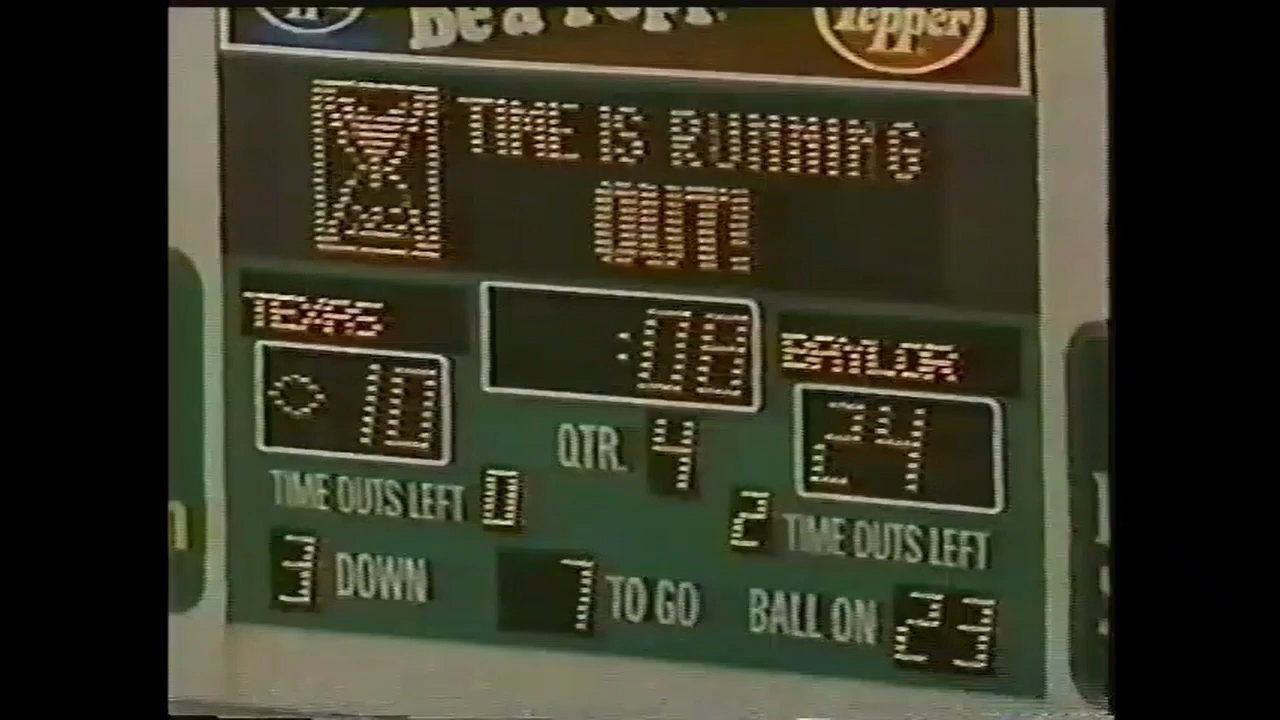 Be a Pepper
Pepper
TIME IS RUNNING
OUT!
TEXAS
:08
BAYLOR
10
24
QTR. 4
TIME OUTS LEFT 0
2 TIME OUTS LEFT
3 DOWN
7 TO GO
BALL ON 23